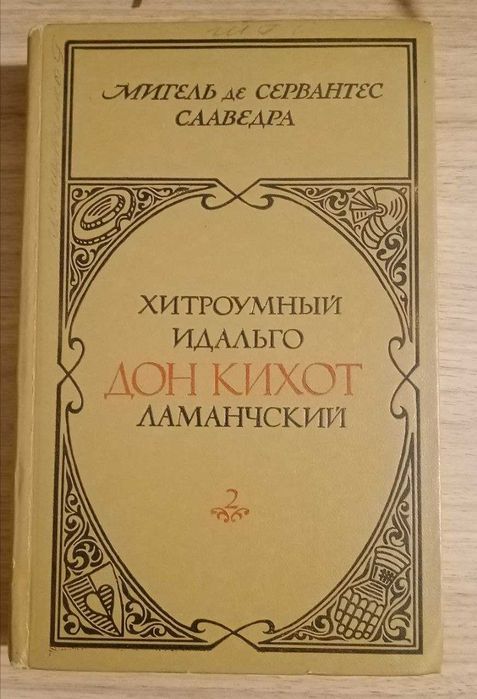 МИГЕЛЬ де СЕРВАНТЕС
СААВЕДРА
ХИТРОУМНЫЙ
ИДАЛЬГО
ДОН КИХОТ
ЛАМАНЧСКИЙ
2